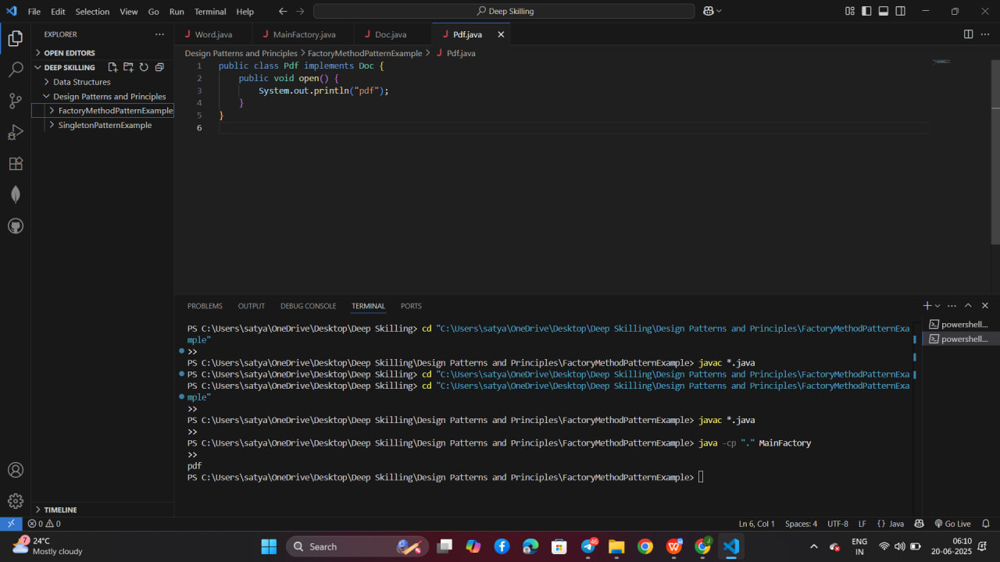 File Edit Selection View Go Run Terminal Help
Deep Skilling
EXPLORER
Word.java MainFactory.java Doc.java Pdf.java
OPEN EDITORS
DEEP SKILLING
Data Structures
Design Patterns and Principles
FactoryMethodPatternExample
SingletonPatternExample
TIMELINE
Design Patterns and Principles > FactoryMethodPatternExample > Pdf.java
1 public class Pdf implements Doc {
2 public void open() {
3 System.out.println("pdf");
4 }
5 }
6
PROBLEMS OUTPUT DEBUG CONSOLE TERMINAL PORTS
powershell...
powershell...
PS C:\Users\satya\OneDrive\Desktop\Deep Skilling> cd "C:\Users\satya\OneDrive\Desktop\Deep Skilling\Design Patterns and Principles\FactoryMethodPatternExa
mple"
>>
PS C:\Users\satya\OneDrive\Desktop\Deep Skilling\Design Patterns and Principles\FactoryMethodPatternExample> javac *.java
PS C:\Users\satya\OneDrive\Desktop\Deep Skilling> cd "C:\Users\satya\OneDrive\Desktop\Deep Skilling\Design Patterns and Principles\FactoryMethodPatternExa
PS C:\Users\satya\OneDrive\Desktop\Deep Skilling> cd "C:\Users\satya\OneDrive\Desktop\Deep Skilling\Design Patterns and Principles\FactoryMethodPatternExa
mple"
>>
PS C:\Users\satya\OneDrive\Desktop\Deep Skilling\Design Patterns and Principles\FactoryMethodPatternExample> javac *.java
>>
PS C:\Users\satya\OneDrive\Desktop\Deep Skilling\Design Patterns and Principles\FactoryMethodPatternExample> java -cp "." MainFactory
>>
pdf
PS C:\Users\satya\OneDrive\Desktop\Deep Skilling\Design Patterns and Principles\FactoryMethodPatternExample>
0 0 Ln 6, Col 1 Spaces: 4 UTF-8 LF {} Java Go Live
7 24°C
Mostly cloudy
Search
46
J
ENG
IN
06:10
20-06-2025